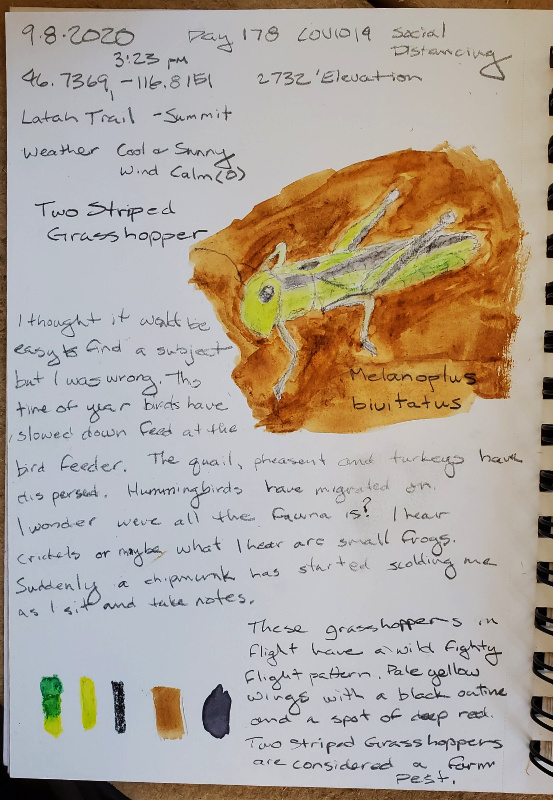 9.8.2020 Day 178 COVID19 Social
Distancing
3:23 pm
46.7369, -116.8151 2732' Elevation
Latah Trail - Summit
Weather Cool & Sunny
Wind Calm (0)
Two Striped
Grasshopper
I thought it would be
easy to find a subject
but I was wrong. This
time of year birds have
slowed down feed at the
bird feeder. The quail, pheasent and turkeys have
dispersed. Hummingbirds have migrated on.
I wonder were all the fauna is? I hear
crickets or maybe what I hear are small frogs.
Suddenly a chipmunk has started scolding me
as I sit and take notes.
Melanoplus
bivitatus
These grasshoppers in
flight have a wild fighty
flight pattern. Pale yellow
wings with a black outine
and a spot of deep red.
Two Striped Grasshoppers
are considered a farm
pest.